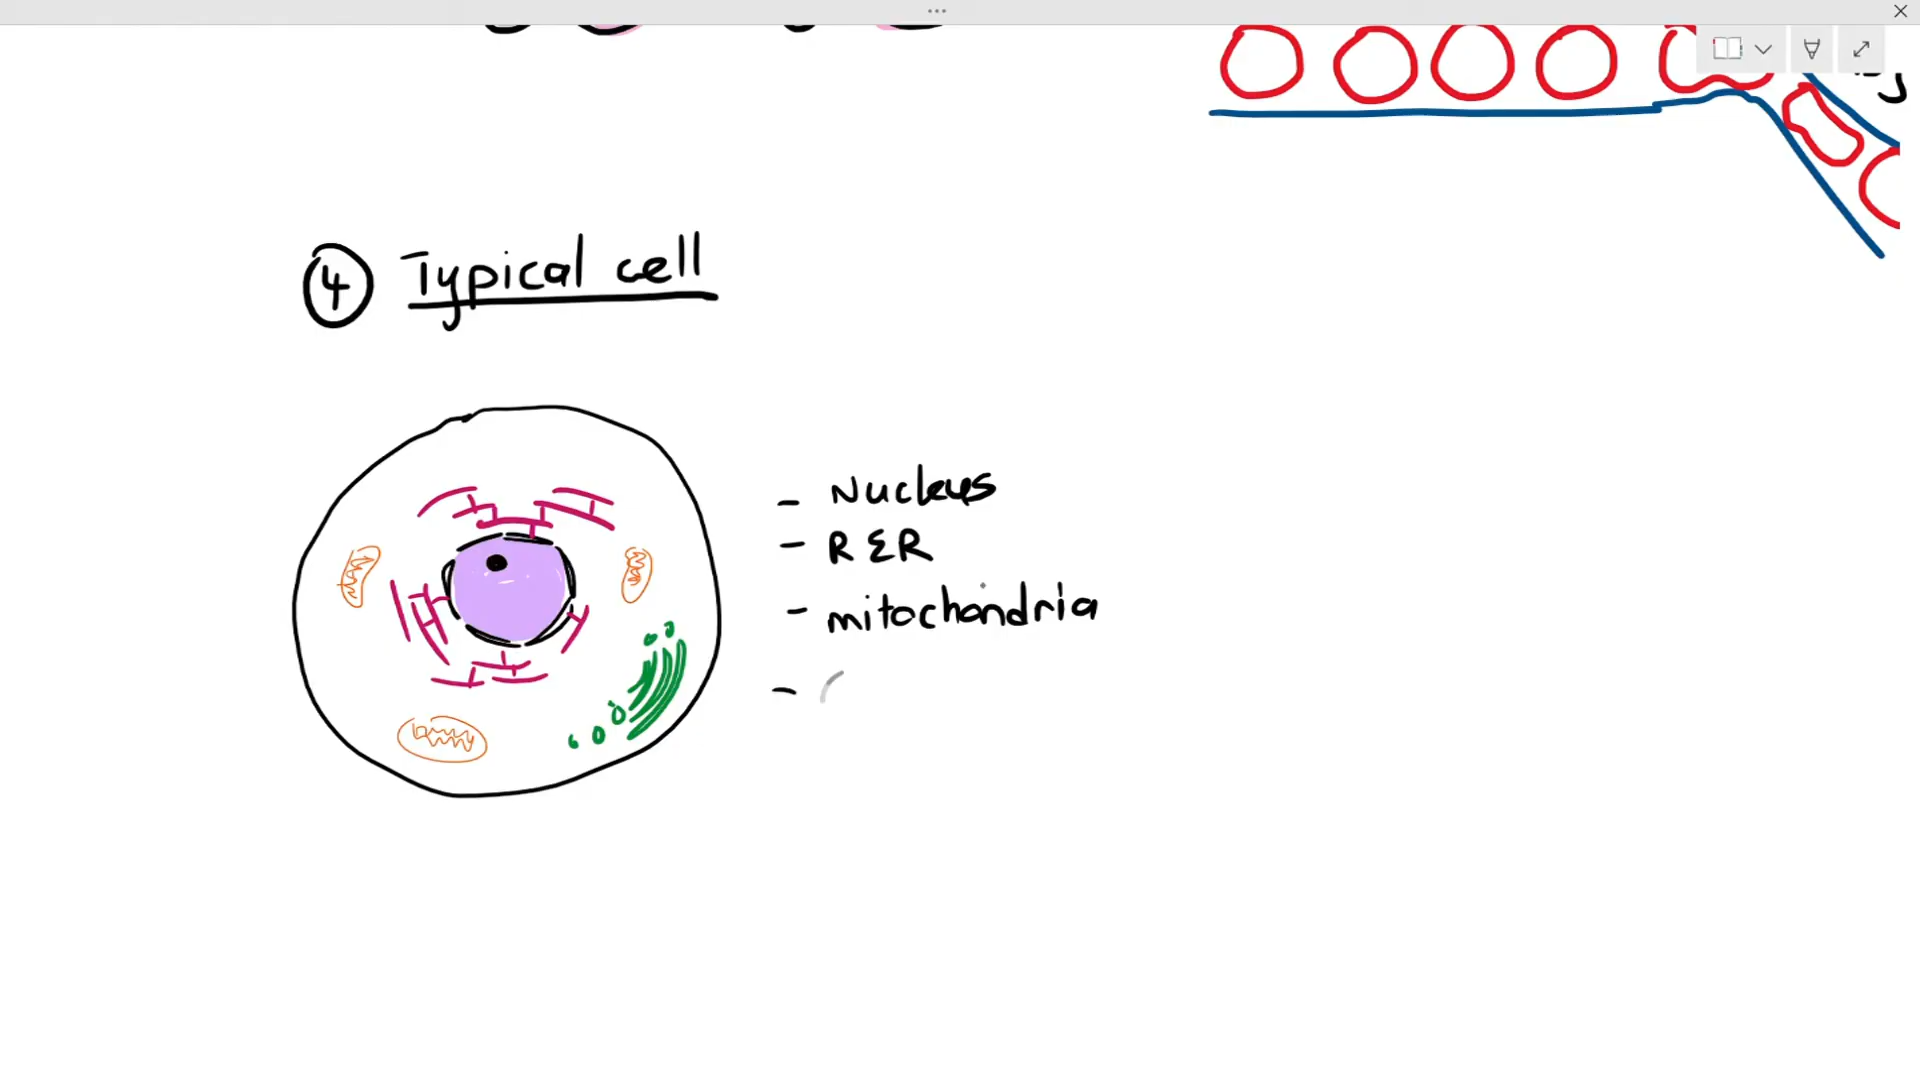 4 Typical cell
- Nucleus
- RER
- mitochondria
-